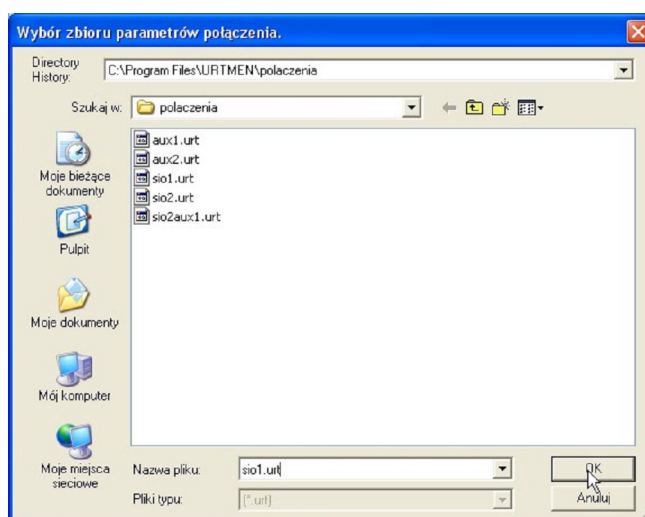 Wybór zbioru parametrów połączenia.
Directory
History:
C:\Program Files\URTMEN\polaczenia
Szukaj w:
polaczenia
aux1.urt
aux2.urt
sio1.urt
sio2.urt
sio2aux1.urt
Moje bieżące
dokumenty
Pulpit
Moje dokumenty
Mój komputer
Moje miejsca
sieciowe
Nazwa pliku:
sio1.urt
OK
Pliki typu:
(*.urt)
Anuluj